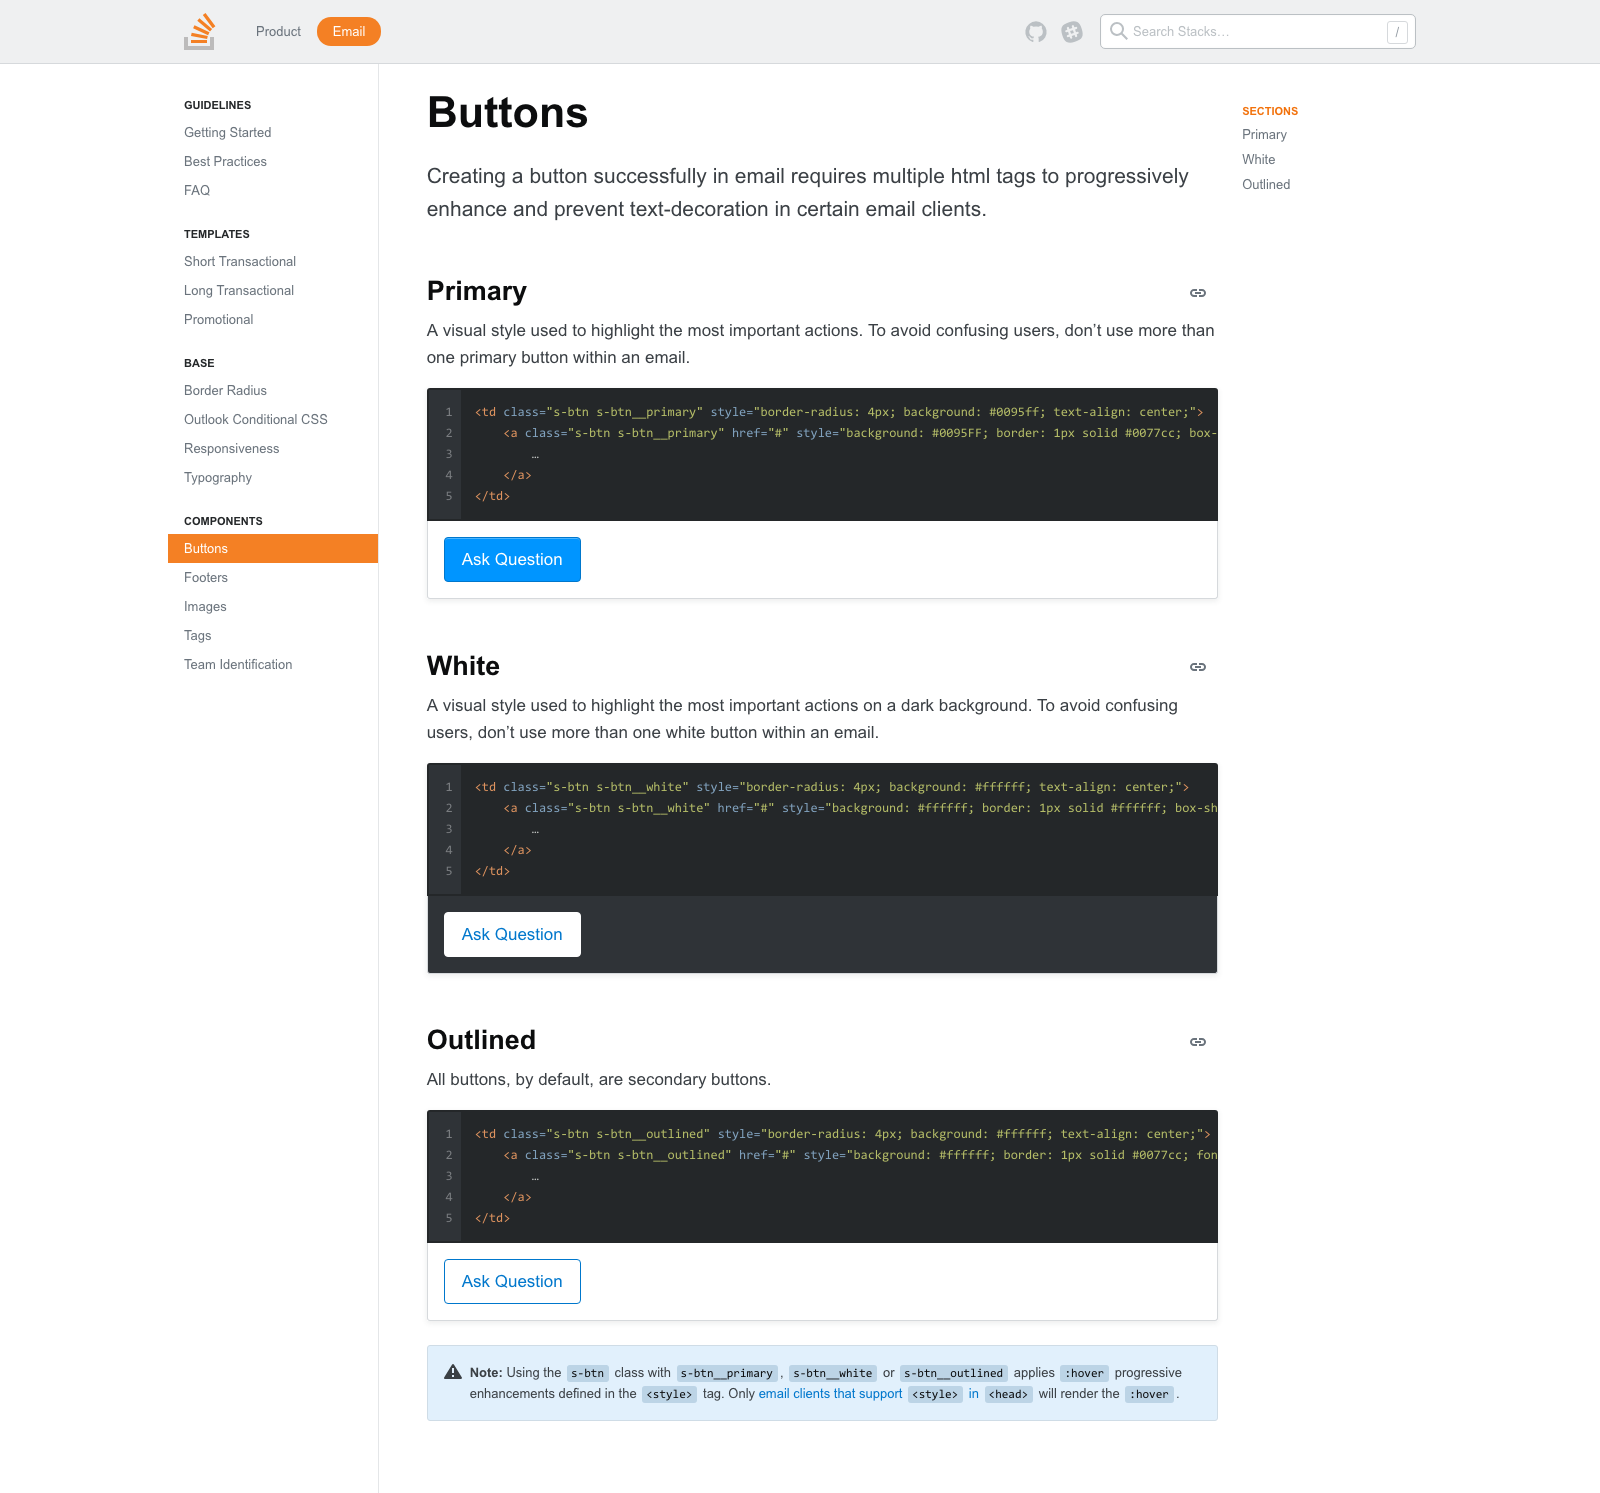 Product
Email
Search Stacks…
/
GUIDELINES
Getting Started
Best Practices
FAQ
TEMPLATES
Short Transactional
Long Transactional
Promotional
BASE
Border Radius
Outlook Conditional CSS
Responsiveness
Typography
COMPONENTS
Buttons
Footers
Images
Tags
Team Identification
Buttons
Creating a button successfully in email requires multiple html tags to progressively
enhance and prevent text-decoration in certain email clients.
Primary
A visual style used to highlight the most important actions. To avoid confusing users, don’t use more than
one primary button within an email.
1 <td class="s-btn s-btn__primary" style="border-radius: 4px; background: #0095ff; text-align: center;">
2 <a class="s-btn s-btn__primary" href="#" style="background: #0095FF; border: 1px solid #0077cc; box-
3 …
4 </a>
5 </td>
Ask Question
White
A visual style used to highlight the most important actions on a dark background. To avoid confusing
users, don’t use more than one white button within an email.
1 <td class="s-btn s-btn__white" style="border-radius: 4px; background: #ffffff; text-align: center;">
2 <a class="s-btn s-btn__white" href="#" style="background: #ffffff; border: 1px solid #ffffff; box-sh
3 …
4 </a>
5 </td>
Ask Question
Outlined
All buttons, by default, are secondary buttons.
1 <td class="s-btn s-btn__outlined" style="border-radius: 4px; background: #ffffff; text-align: center;">
2 <a class="s-btn s-btn__outlined" href="#" style="background: #ffffff; border: 1px solid #0077cc; fon
3 …
4 </a>
5 </td>
Ask Question
Note: Using the s-btn class with s-btn__primary , s-btn__white or s-btn__outlined applies :hover progressive
enhancements defined in the <style> tag. Only email clients that support <style> in <head> will render the :hover .
SECTIONS
Primary
White
Outlined